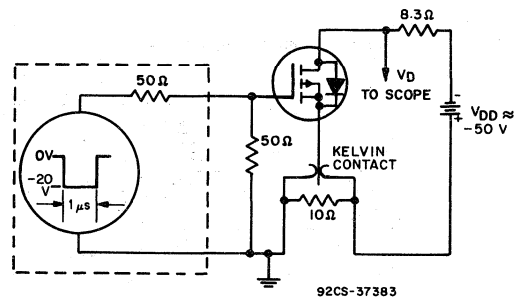 8.3Ω
50Ω
V_D
TO SCOPE
-
+
V_DD ≈
-50 V
50Ω
KELVIN
CONTACT
0V
-20
V
1 μs
10Ω
92CS-37383